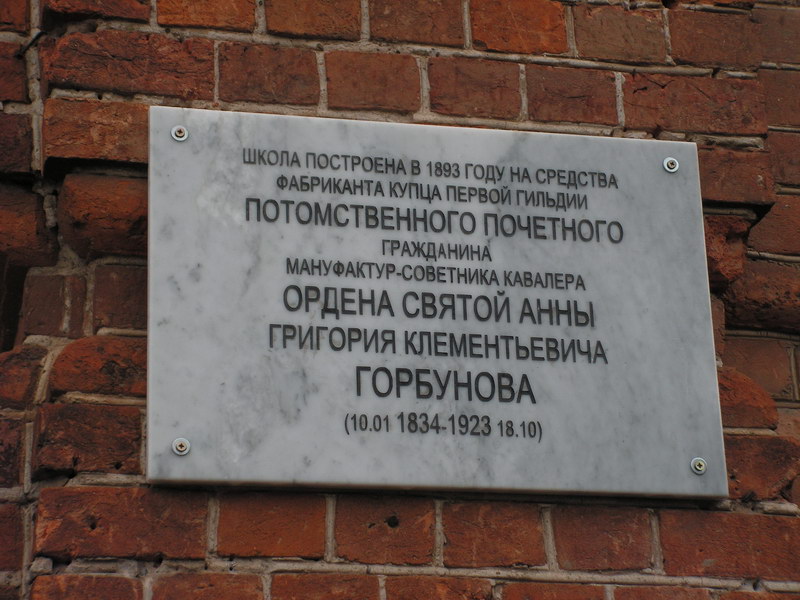 ШКОЛА ПОСТРОЕНА В 1893 ГОДУ НА СРЕДСТВА
ФАБРИКАНТА КУПЦА ПЕРВОЙ ГИЛЬДИИ
ПОТОМСТВЕННОГО ПОЧЕТНОГО
ГРАЖДАНИНА
МАНУФАКТУР-СОВЕТНИКА КАВАЛЕРА
ОРДЕНА СВЯТОЙ АННЫ
ГРИГОРИЯ КЛЕМЕНТЬЕВИЧА
ГОРБУНОВА
(10.01 1834-1923 18.10)